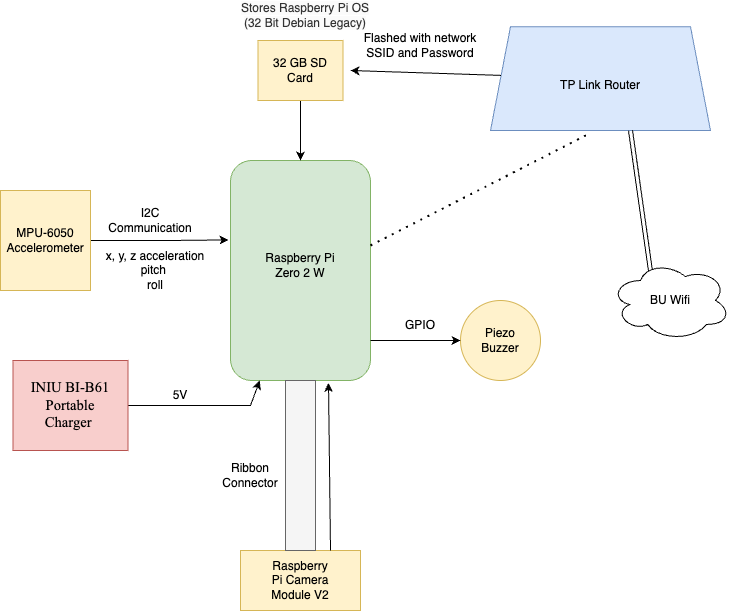 Stores Raspberry Pi OS
(32 Bit Debian Legacy)
Flashed with network
SSID and Password
32 GB SD
Card
TP Link Router
MPU-6050
Accelerometer
I2C
Communication
x, y, z acceleration
pitch
roll
Raspberry Pi
Zero 2 W
BU Wifi
GPIO
Piezo
Buzzer
INIU BI-B61
Portable
Charger
5V
Ribbon
Connector
Raspberry
Pi Camera
Module V2